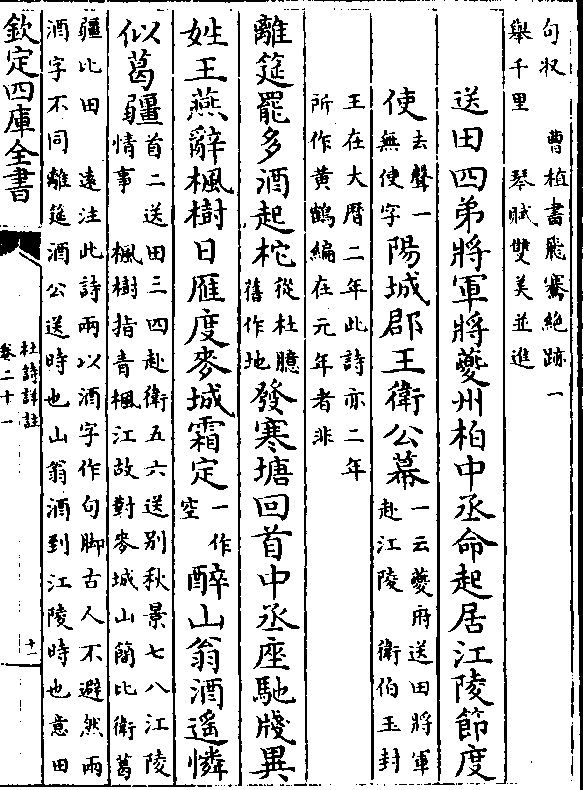 句杈　曹植書飛騫絶跡　一
舉千里　琴賦雙美並進
送田四弟將軍將夔州柏中丞命起居江陵節度
使去聲一無使字陽城郡王衛公幕一云夔府送田將軍赴江陵　衛伯玉封
王在大暦二年此詩亦二年
所作黄鶴編在元年者非
離筵罷多酒起柁從杜臆舊作地發寒塘回首中丞座馳牋異
姓王燕辭楓樹日雁度麥城霜定一作空醉山翁酒遙憐
似葛疆首二送田三四赴衛五六送別秋景七八江陵情事　楓樹指青楓江故對麥城山簡比衛葛
疆比田　遠注此詩兩以酒字作句脚古人不避然兩
酒字不同離筵酒公送時也山翁酒到江陵時也意田
欽定四庫全書
杜詩詳註
卷二十一
十一